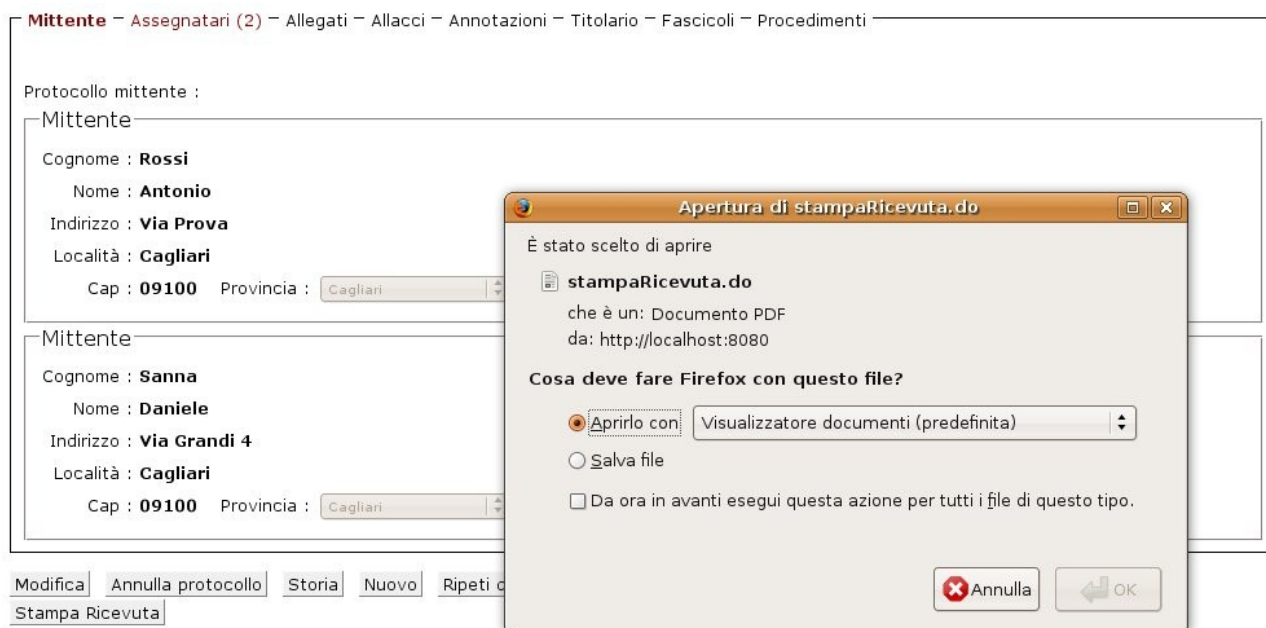 Mittente - Assegnatari (2) - Allegati - Allacci - Annotazioni - Titolario - Fascicoli - Procedimenti
Protocollo mittente :
Mittente
Cognome : Rossi
Nome : Antonio
Indirizzo : Via Prova
Località : Cagliari
Cap : 09100 Provincia : Cagliari
Mittente
Cognome : Sanna
Nome : Daniele
Indirizzo : Via Grandi 4
Località : Cagliari
Cap : 09100 Provincia : Cagliari
Modifica Annulla protocollo Storia Nuovo Ripeti
Stampa Ricevuta
Apertura di stampaRicevuta.do
È stato scelto di aprire
stampaRicevuta.do
che è un: Documento PDF
da: http://localhost:8080
Cosa deve fare Firefox con questo file?
Aprirlo con Visualizzatore documenti (predefinita)
Salva file
Da ora in avanti esegui questa azione per tutti i file di questo tipo.
Annulla OK